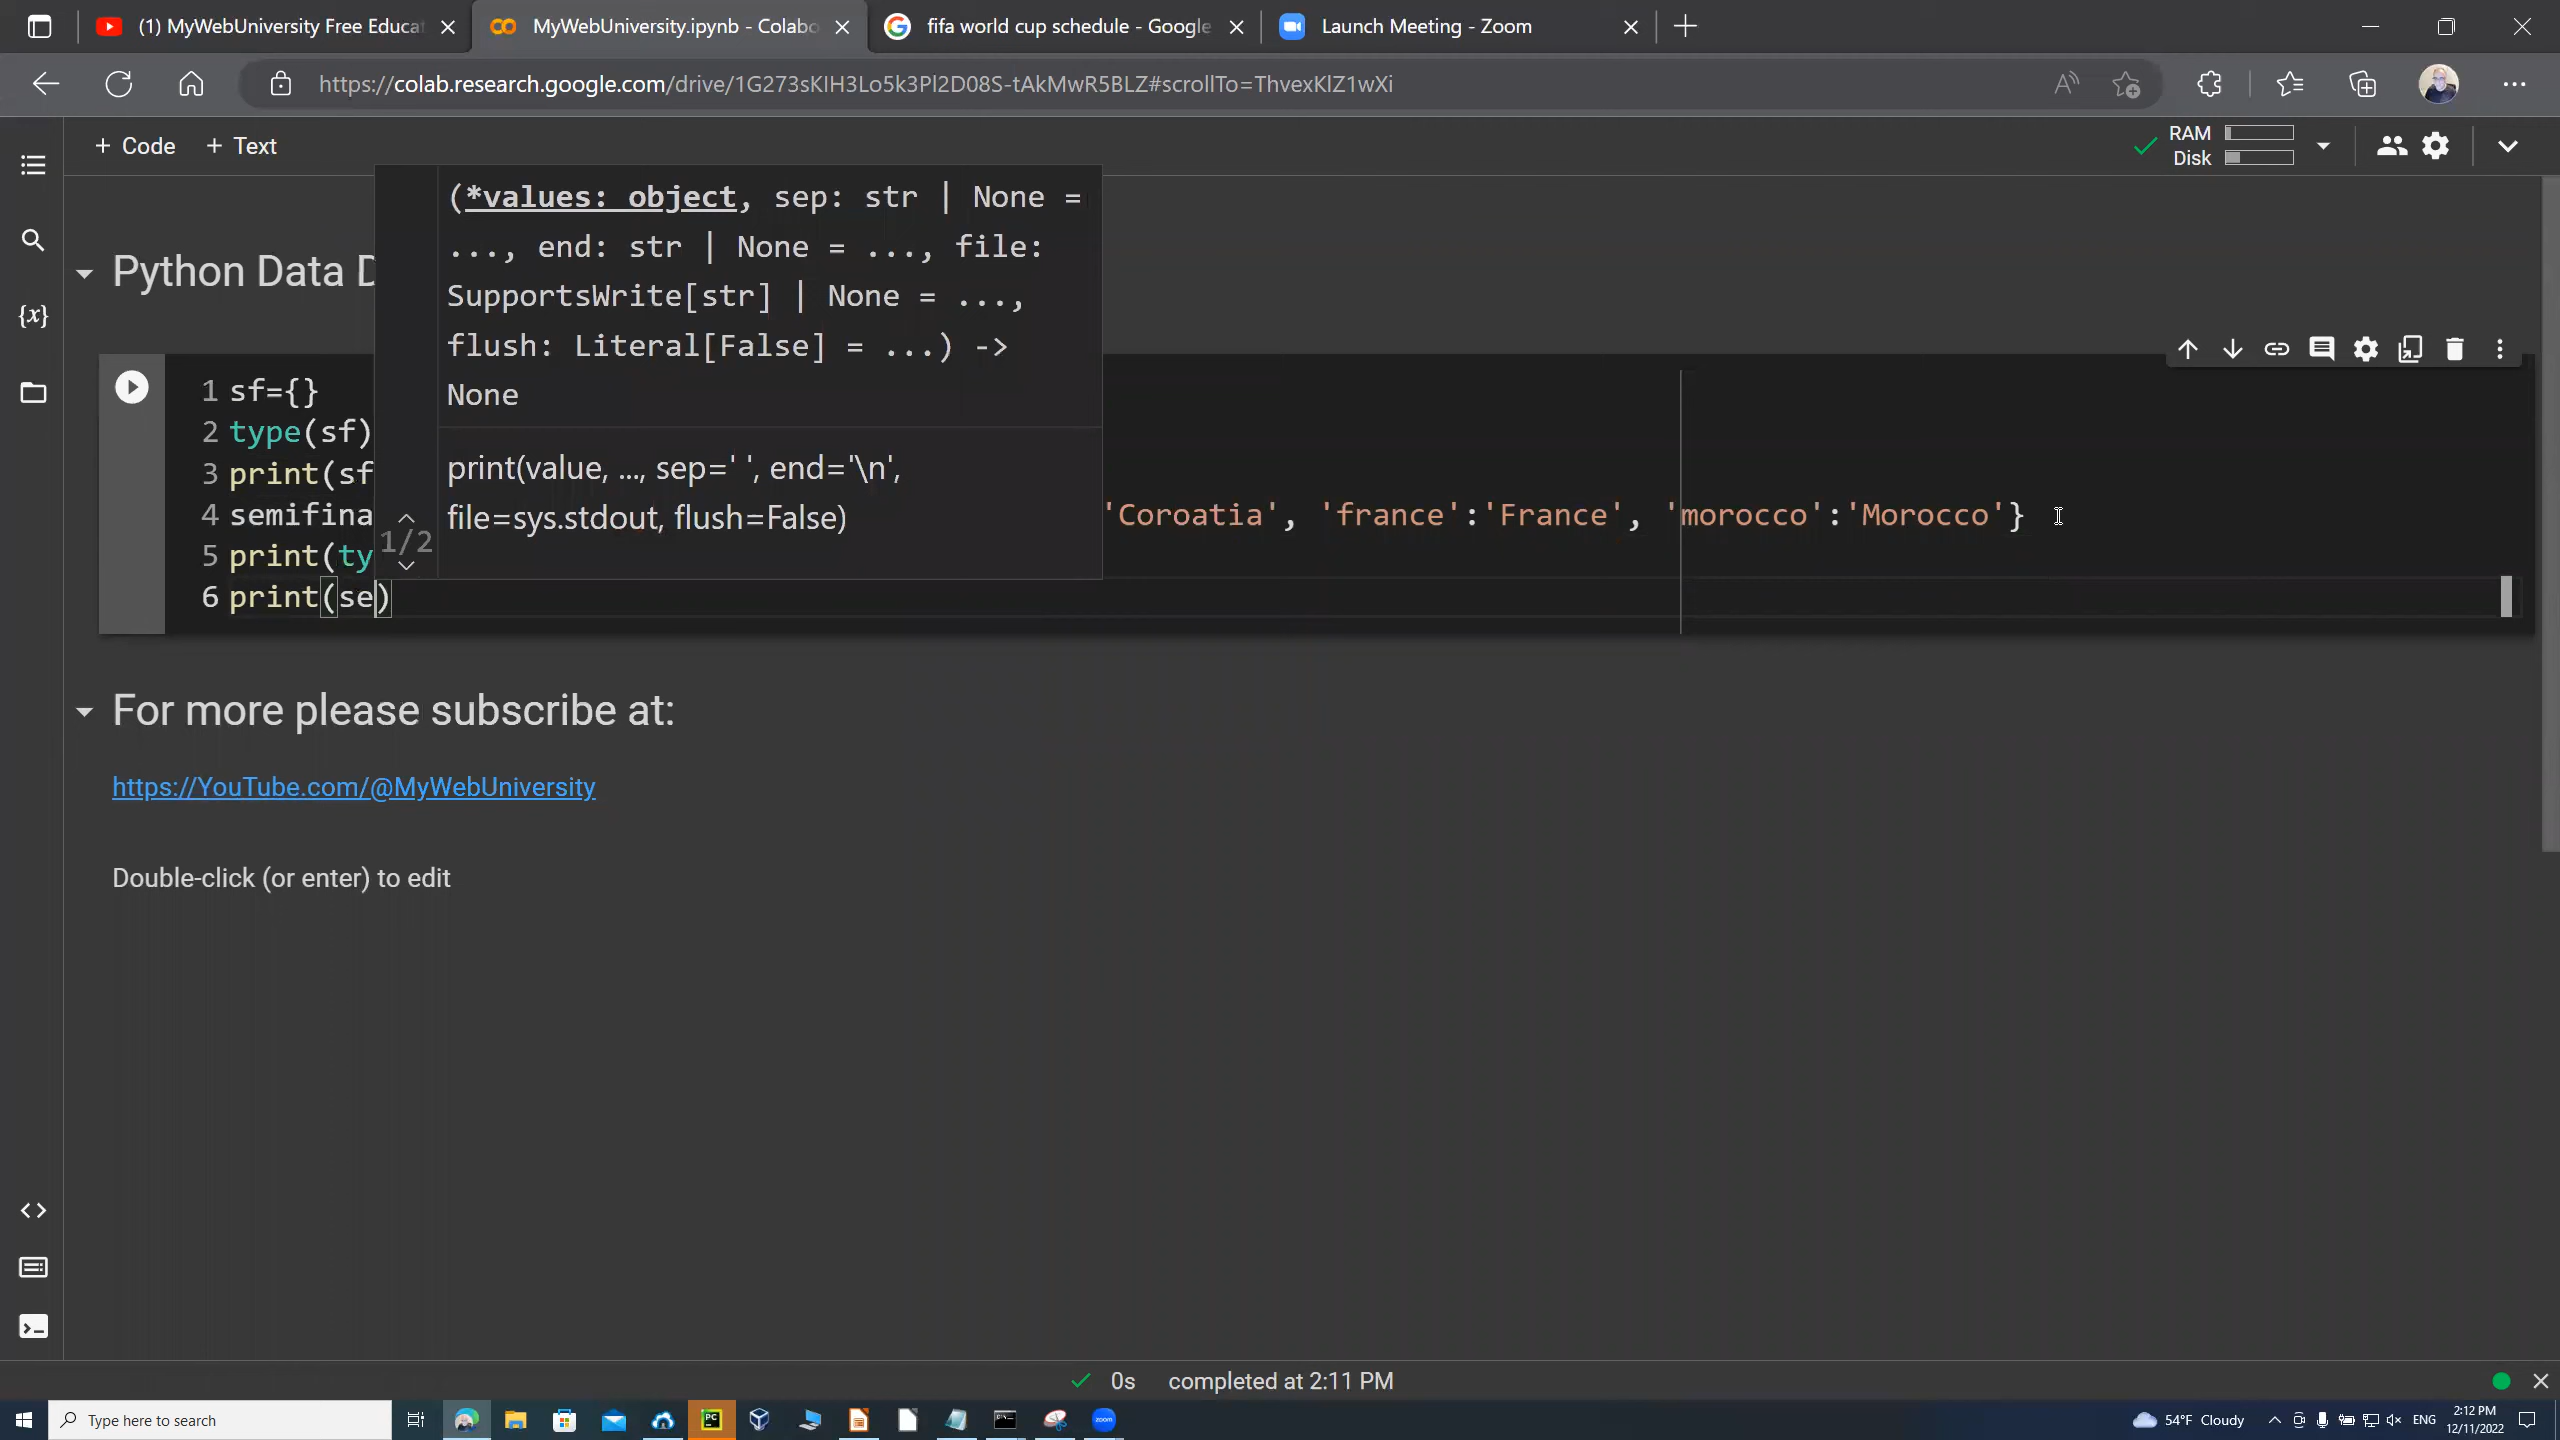 (1) MyWebUniversity Free Educat
MyWebUniversity.ipynb - Colabo
fifa world cup schedule - Google
Launch Meeting - Zoom
https://colab.research.google.com/drive/1G273sKIH3Lo5k3Pl2D08S-tAkMwR5BLZ#scrollTo=ThvexKlZ1wXi
+ Code + Text
RAM
Disk
(*values: object, sep: str | None =
..., end: str | None = ..., file:
SupportsWrite[str] | None = ...,
flush: Literal[False] = ...) ->
None
print(value, ..., sep=' ', end='\n',
file=sys.stdout, flush=False)
1/2
Python Data D
1 sf={}
2 type(sf)
3 print(sf
4 semifina 'Coroatia', 'france':'France', 'morocco':'Morocco'}
5 print(ty
6 print(se)
For more please subscribe at:
https://YouTube.com/@MyWebUniversity
Double-click (or enter) to edit
0s completed at 2:11 PM
Type here to search
PC
zoom
54°F Cloudy
ENG
2:12 PM
12/11/2022